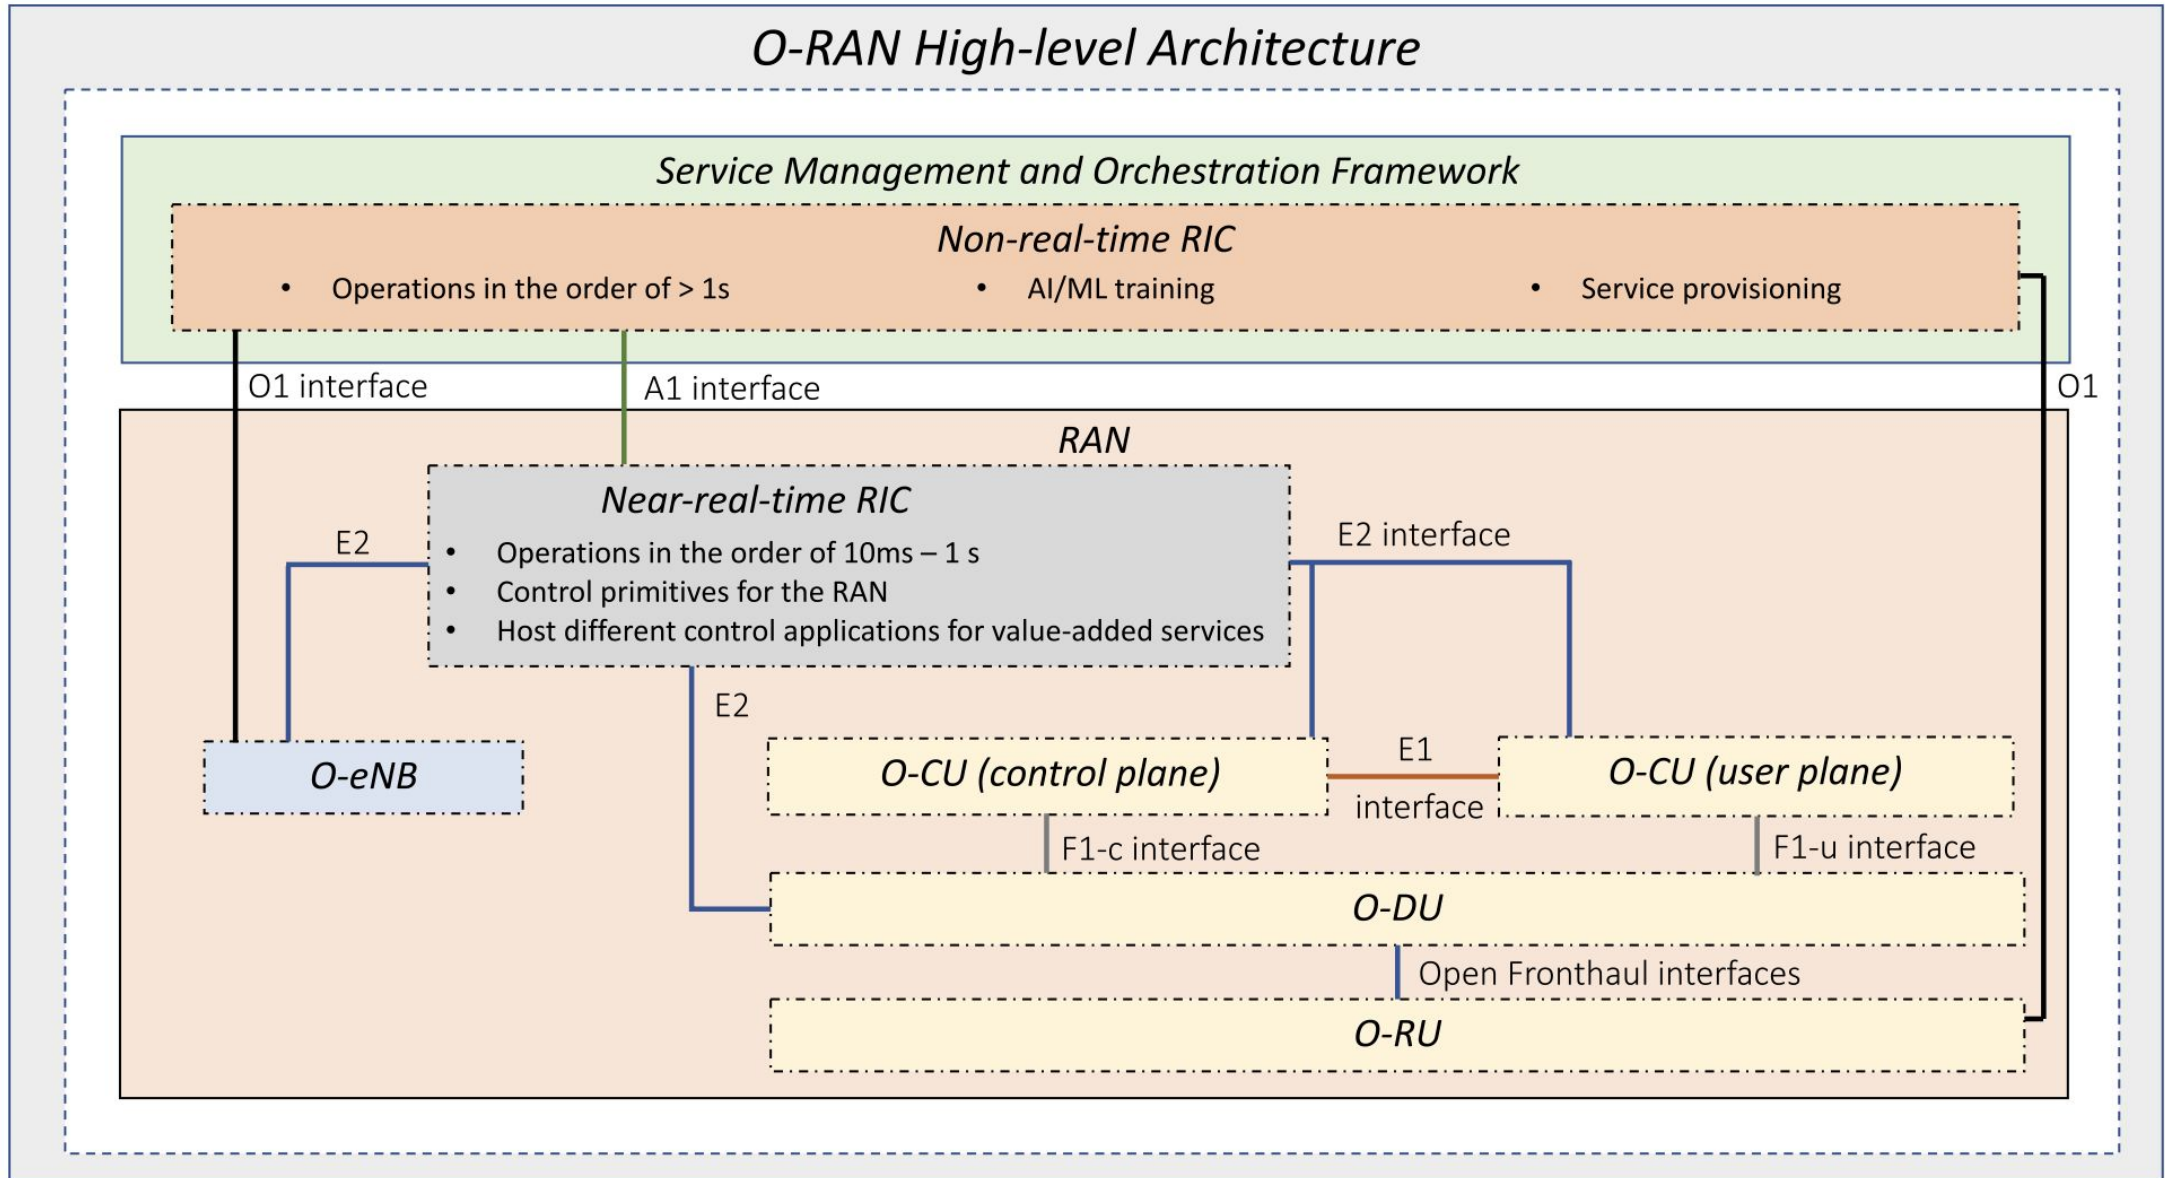 O-RAN High-level Architecture
Service Management and Orchestration Framework
Non-real-time RIC
• Operations in the order of > 1s
• AI/ML training
• Service provisioning
O1 interface
A1 interface
O1
RAN
Near-real-time RIC
• Operations in the order of 10ms – 1 s
• Control primitives for the RAN
• Host different control applications for value-added services
E2
E2 interface
E2
O-eNB
O-CU (control plane)
E1
interface
O-CU (user plane)
F1-c interface
F1-u interface
O-DU
Open Fronthaul interfaces
O-RU